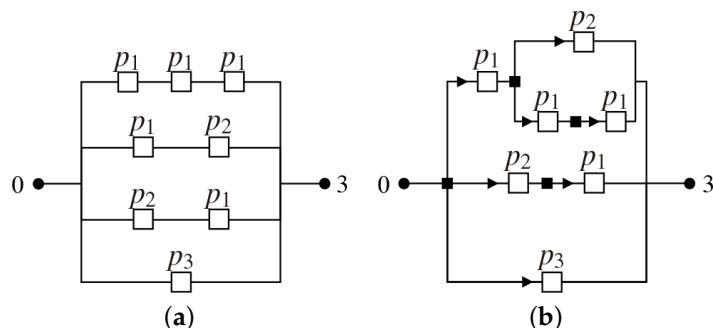 p₁ p₁ p₁
p₁ p₂
0 3
p₂ p₁
p₃
(a)
p₂
p₁
p₁ p₁
p₂ p₁
0 3
p₃
(b)